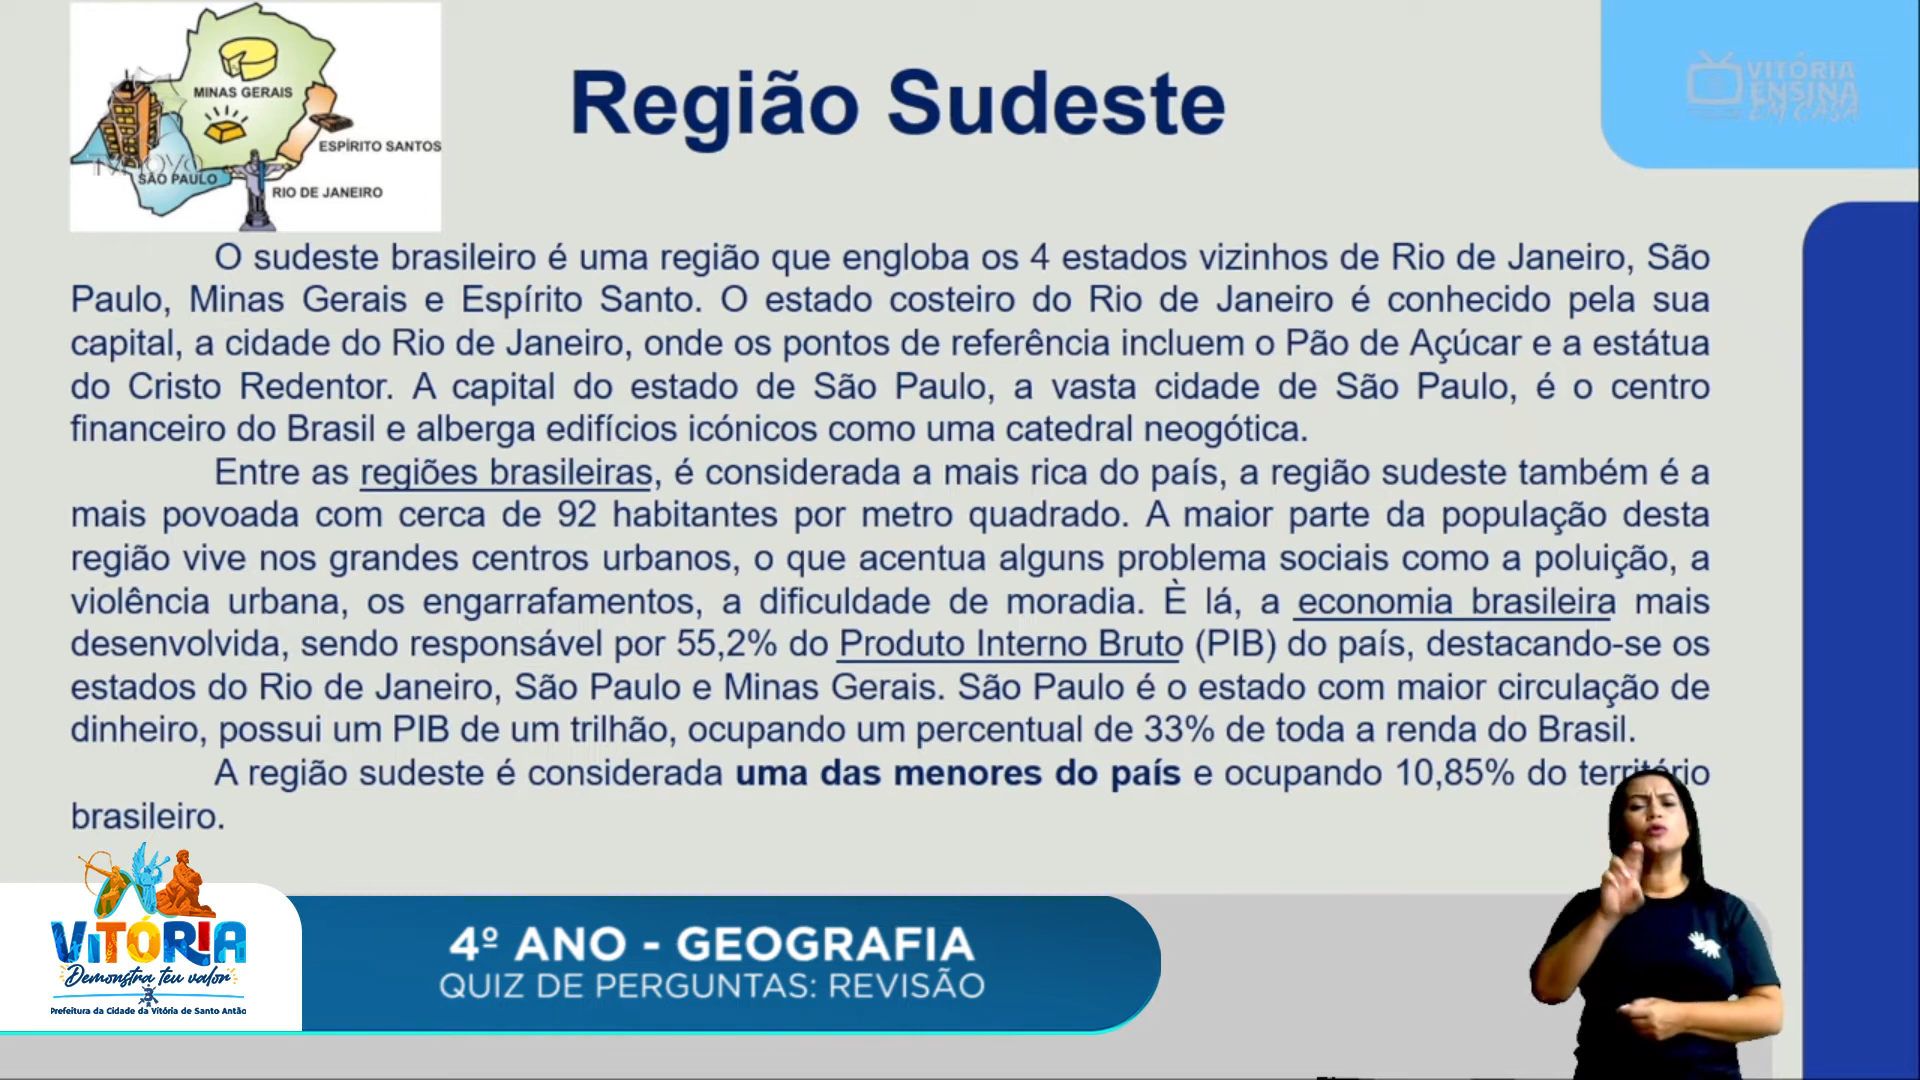 MINAS GERAIS
ESPÍRITO SANTOS
SÃO PAULO
RIO DE JANEIRO
Região Sudeste
VITÓRIA
ENSINA
EM CASA
O sudeste brasileiro é uma região que engloba os 4 estados vizinhos de Rio de Janeiro, São
Paulo, Minas Gerais e Espírito Santo. O estado costeiro do Rio de Janeiro é conhecido pela sua
capital, a cidade do Rio de Janeiro, onde os pontos de referência incluem o Pão de Açúcar e a estátua
do Cristo Redentor. A capital do estado de São Paulo, a vasta cidade de São Paulo, é o centro
financeiro do Brasil e alberga edifícios icónicos como uma catedral neogótica.
Entre as regiões brasileiras, é considerada a mais rica do país, a região sudeste também é a
mais povoada com cerca de 92 habitantes por metro quadrado. A maior parte da população desta
região vive nos grandes centros urbanos, o que acentua alguns problema sociais como a poluição, a
violência urbana, os engarrafamentos, a dificuldade de moradia. È lá, a economia brasileira mais
desenvolvida, sendo responsável por 55,2% do Produto Interno Bruto (PIB) do país, destacando-se os
estados do Rio de Janeiro, São Paulo e Minas Gerais. São Paulo é o estado com maior circulação de
dinheiro, possui um PIB de um trilhão, ocupando um percentual de 33% de toda a renda do Brasil.
A região sudeste é considerada uma das menores do país e ocupando 10,85% do território
brasileiro.
VITÓRIA
Demonstra teu valor
Prefeitura da Cidade da Vitória de Santo Antão
4º ANO - GEOGRAFIA
QUIZ DE PERGUNTAS: REVISÃO